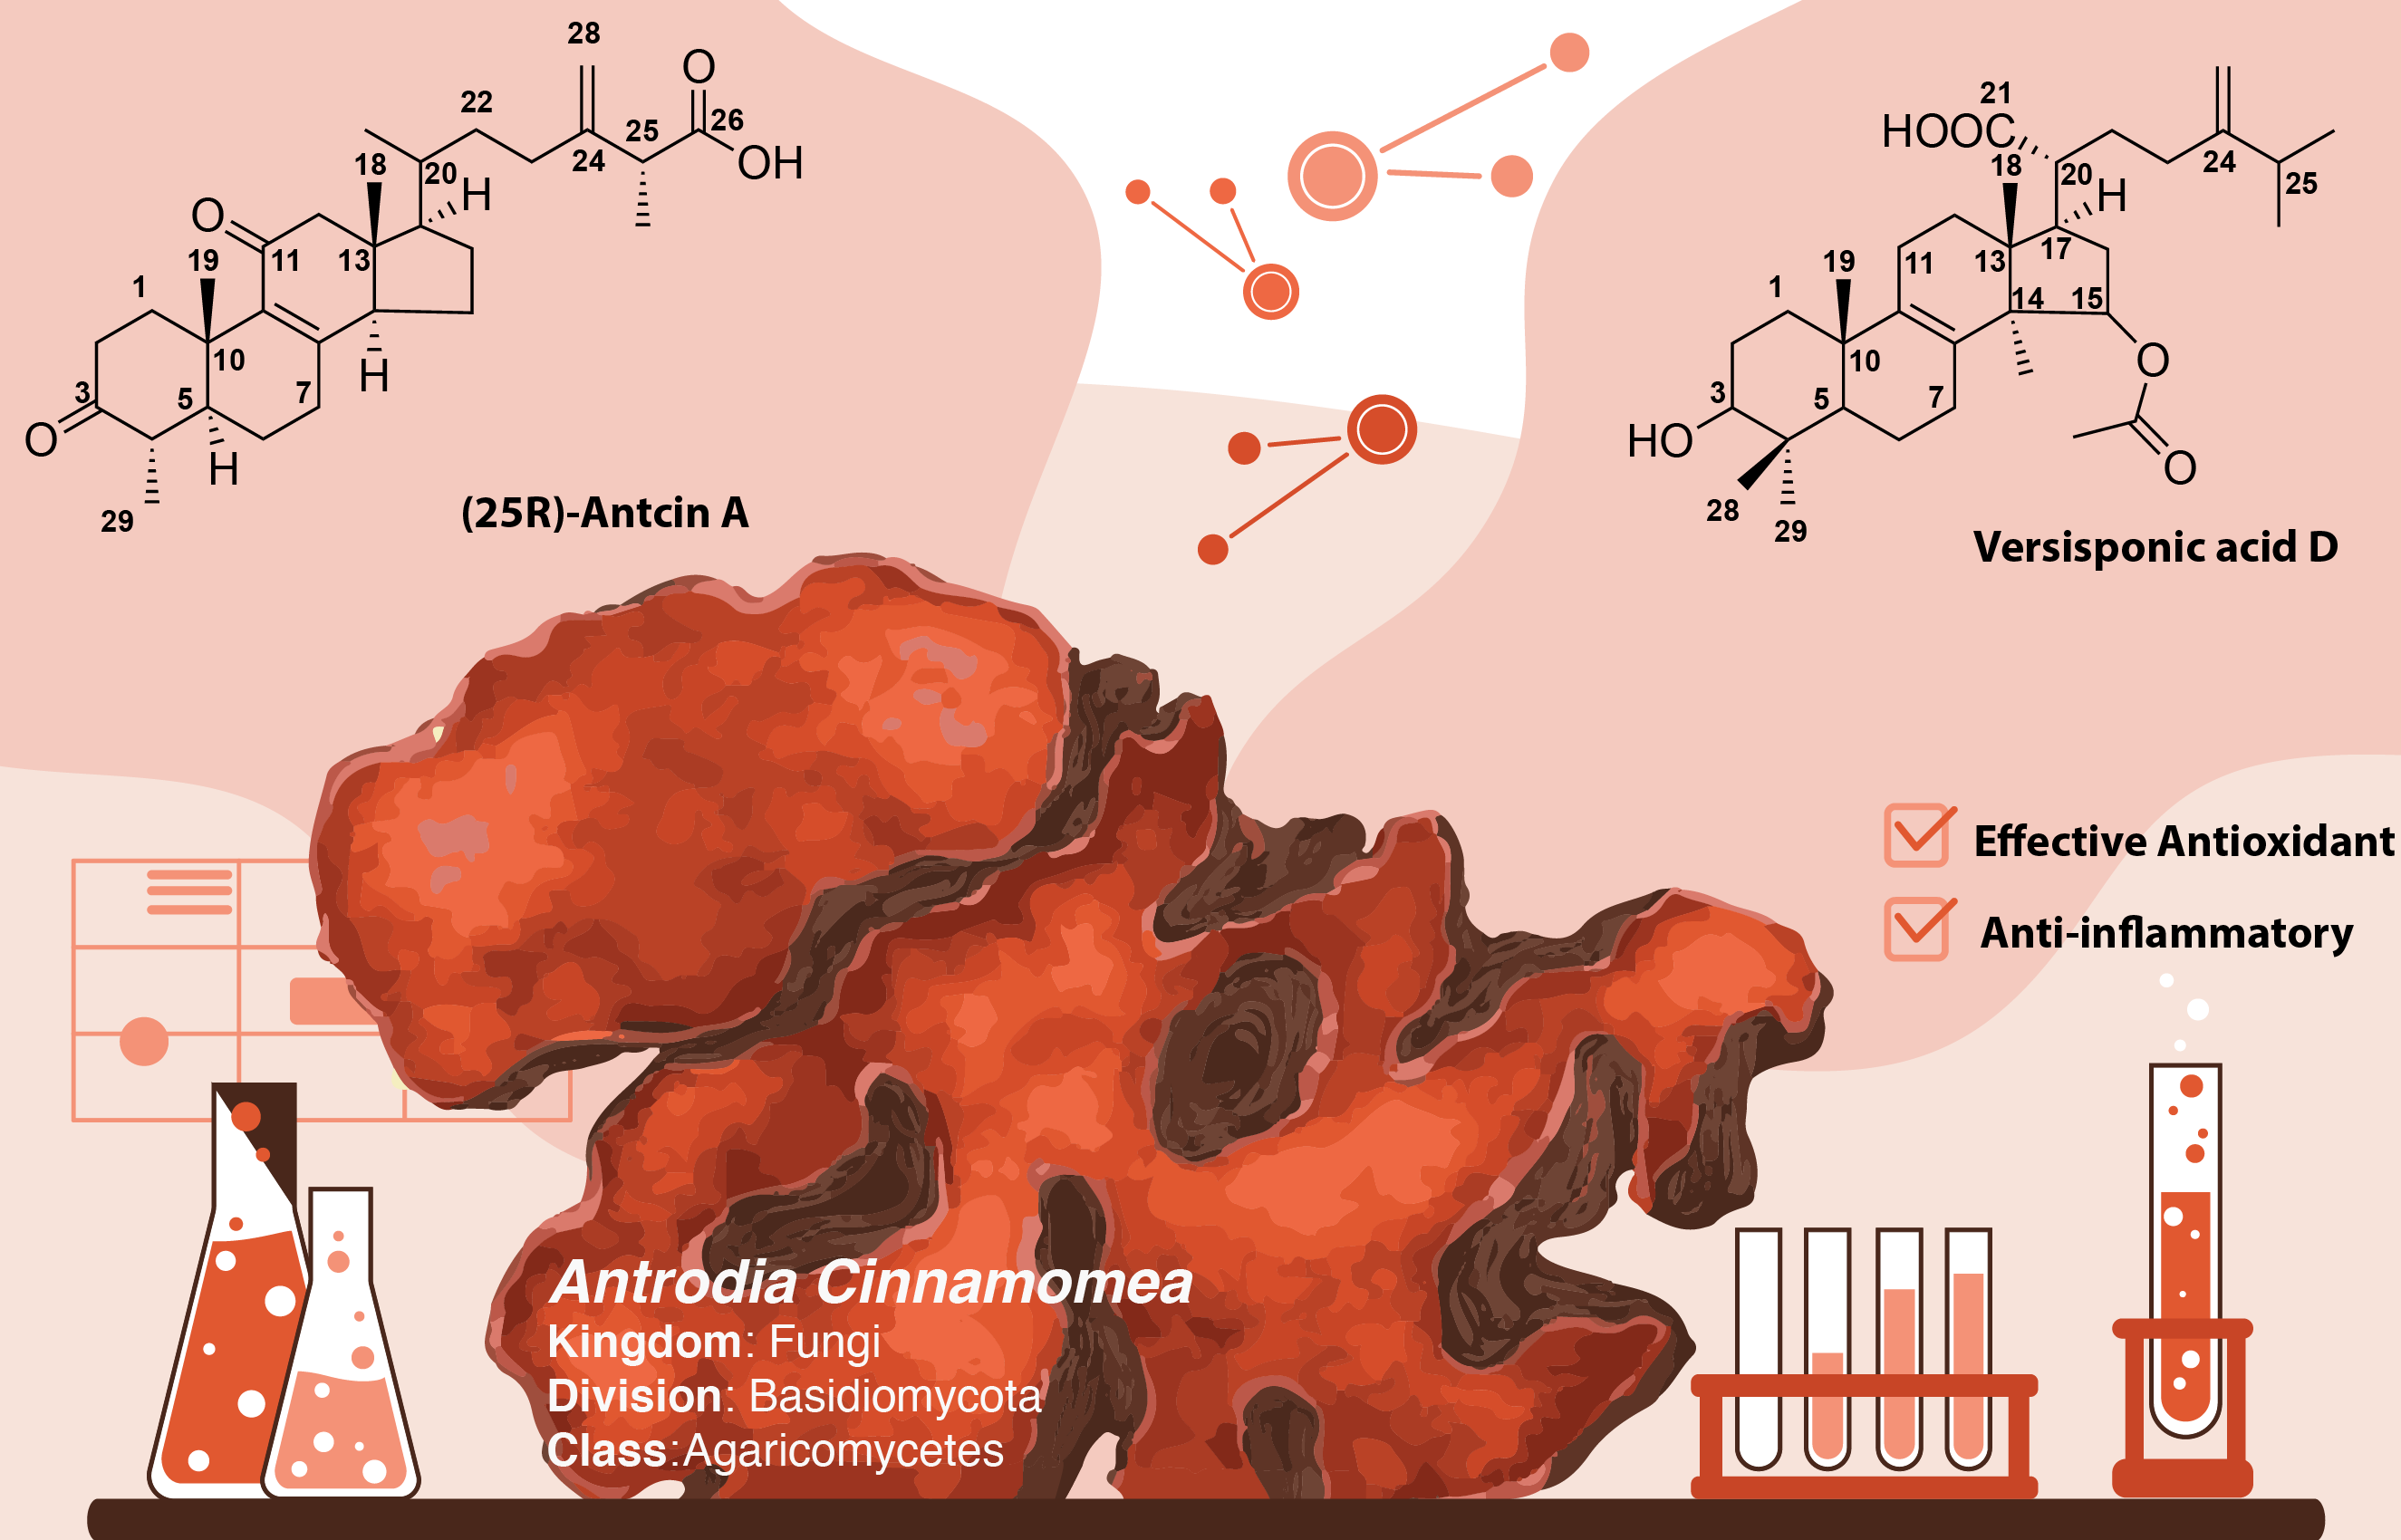 28
O
22
25
26
OH
24
18
20
H
O
19
11
13
1
10
H
3
5
7
O
H
29
(25R)-Antcin A
21
HOOC
18
20
24
25
H
17
19
11
13
1
14
15
10
O
3
5
7
HO
O
28
29
Versisponic acid D
Effective Antioxidant
Anti-inflammatory
Antrodia Cinnamomea
Kingdom: Fungi
Division: Basidiomycota
Class:Agaricomycetes